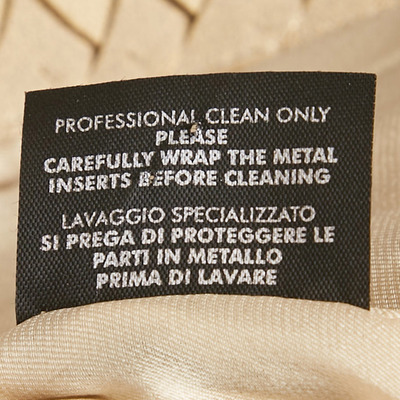 PROFESSIONAL CLEAN ONLY
PLEASE
CAREFULLY WRAP THE METAL
INSERTS BEFORE CLEANING
LAVAGGIO SPECIALIZZATO
SI PREGA DI PROTEGGERE LE
PARTI IN METALLO
PRIMA DI LAVARE